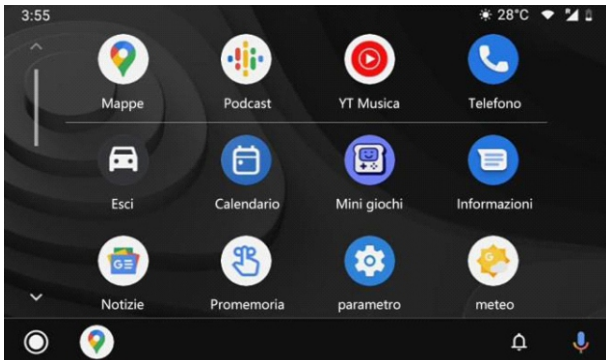 3:55 28°C
Mappe Podcast YT Musica Telefono
Esci Calendario Mini giochi Informazioni
G≡
Notizie Promemoria parametro meteo